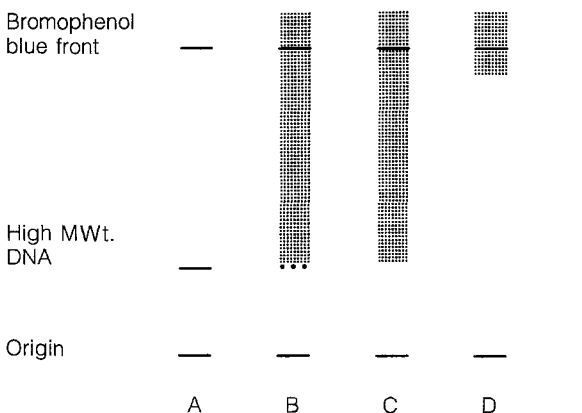 Bromophenol
blue front
High MWt.
DNA
Origin
A B C D